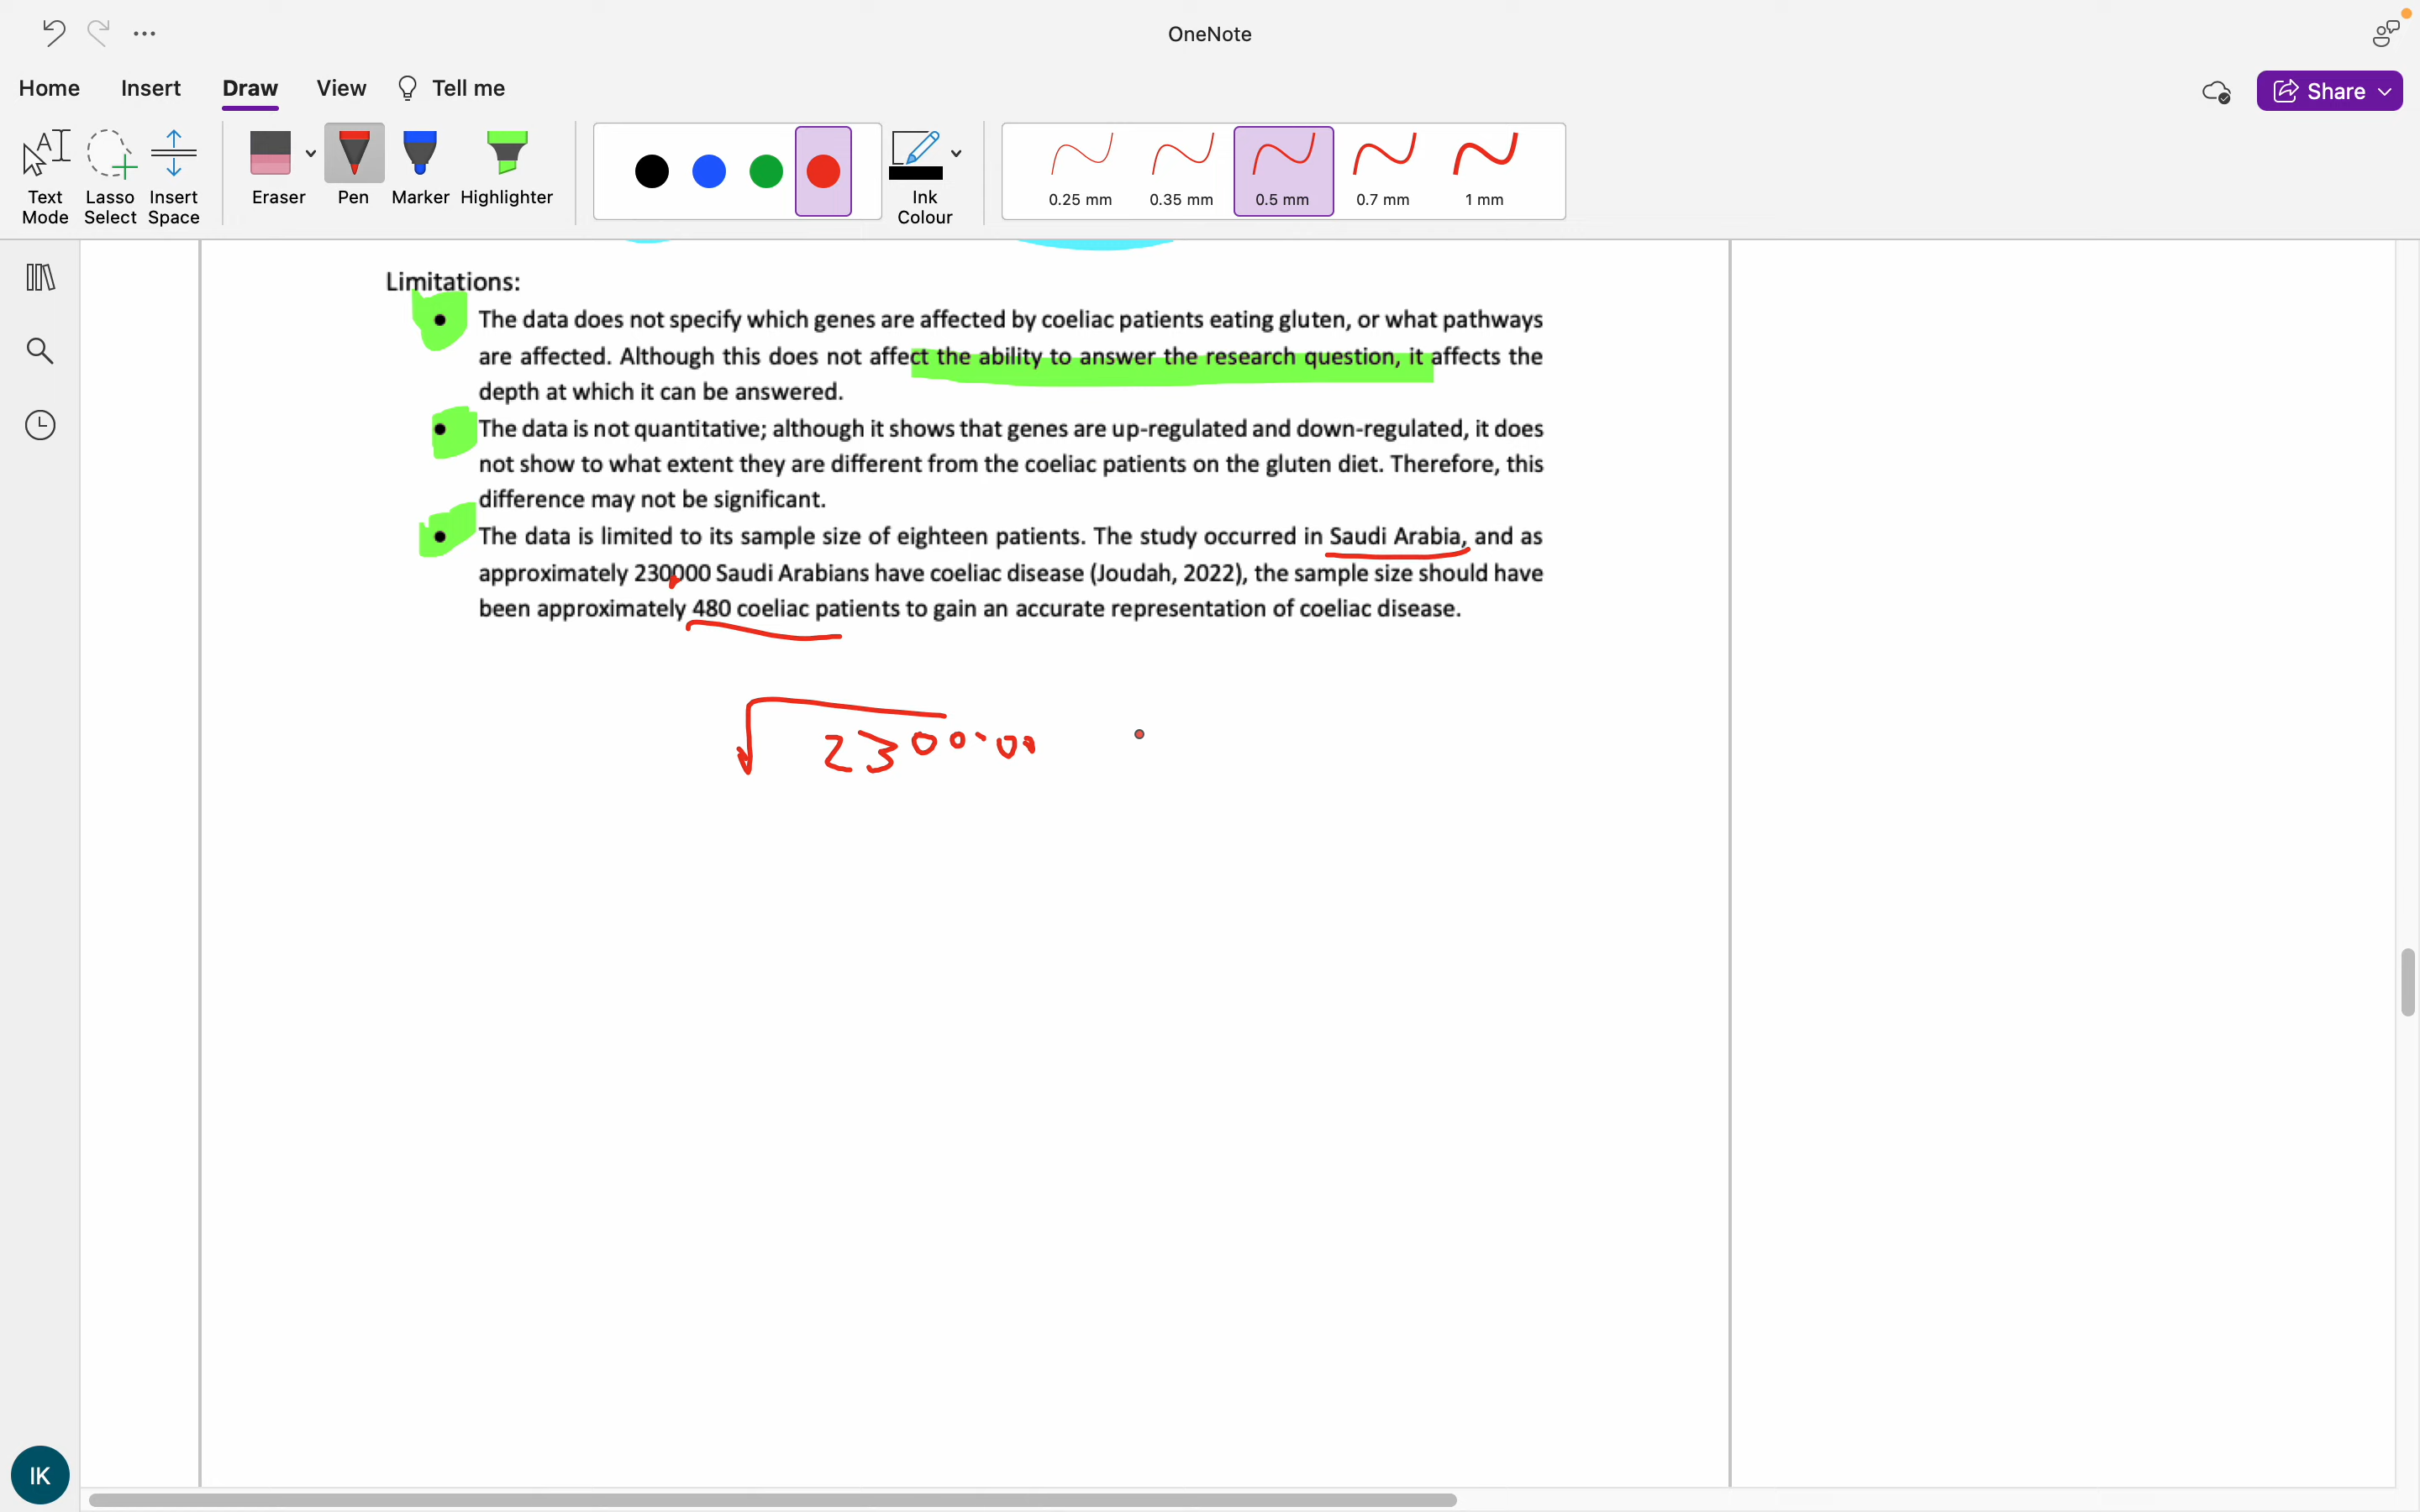 OneNote
Home Insert Draw View Tell me
Share
Text Mode
Lasso Select
Insert Space
Eraser
Pen
Marker
Highlighter
Ink Colour
0.25 mm
0.35 mm
0.5 mm
0.7 mm
1 mm
Limitations:
• The data does not specify which genes are affected by coeliac patients eating gluten, or what pathways
are affected. Although this does not affect the ability to answer the research question, it affects the
depth at which it can be answered.
• The data is not quantitative; although it shows that genes are up-regulated and down-regulated, it does
not show to what extent they are different from the coeliac patients on the gluten diet. Therefore, this
difference may not be significant.
• The data is limited to its sample size of eighteen patients. The study occurred in Saudi Arabia, and as
approximately 230000 Saudi Arabians have coeliac disease (Joudah, 2022), the sample size should have
been approximately 480 coeliac patients to gain an accurate representation of coeliac disease.
IK